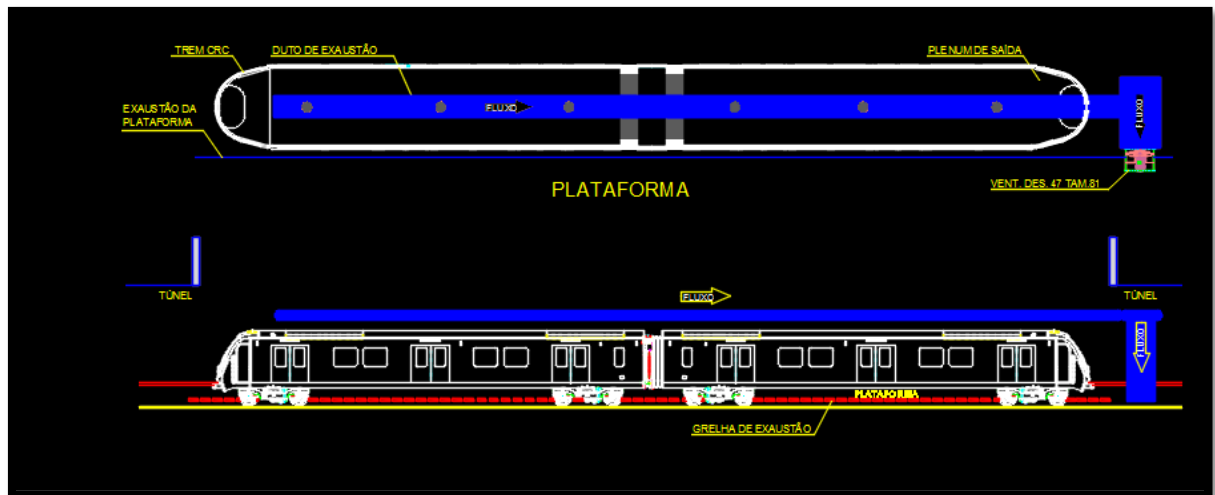 TREM CRC
DUTO DE EXAUSTÃO
PLENUM DE SAÍDA
EXAUSTÃO DA
PLATAFORMA
FLUXO
FLUXO
VENT. DES. 47 TAM.81
PLATAFORMA
TÚNEL
FLUXO
TÚNEL
FLUXO
PLATAFORMA
GRELHA DE EXAUSTÃO